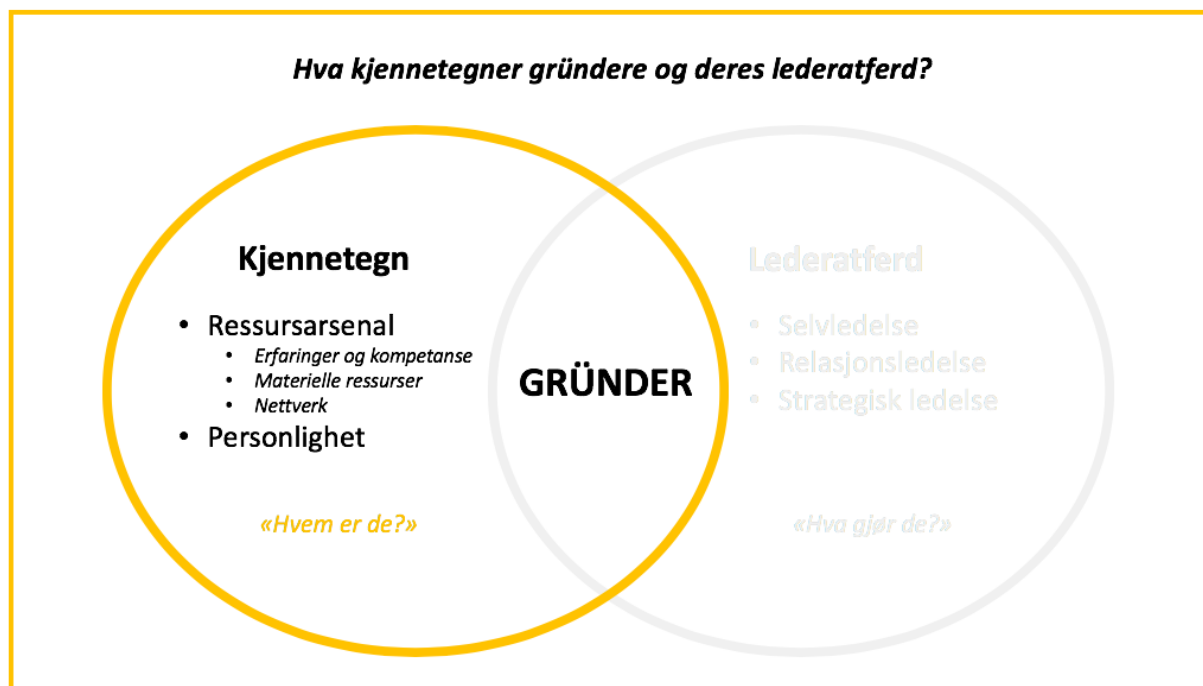 Hva kjennetegner gründere og deres lederatferd?
Kjennetegn
• Ressursarsenal
• Erfaringer og kompetanse
• Materielle ressurser
• Nettverk
• Personlighet
«Hvem er de?»
GRÜNDER
Lederatferd
• Selvledelse
• Relasjonsledelse
• Strategisk ledelse
«Hva gjør de?»